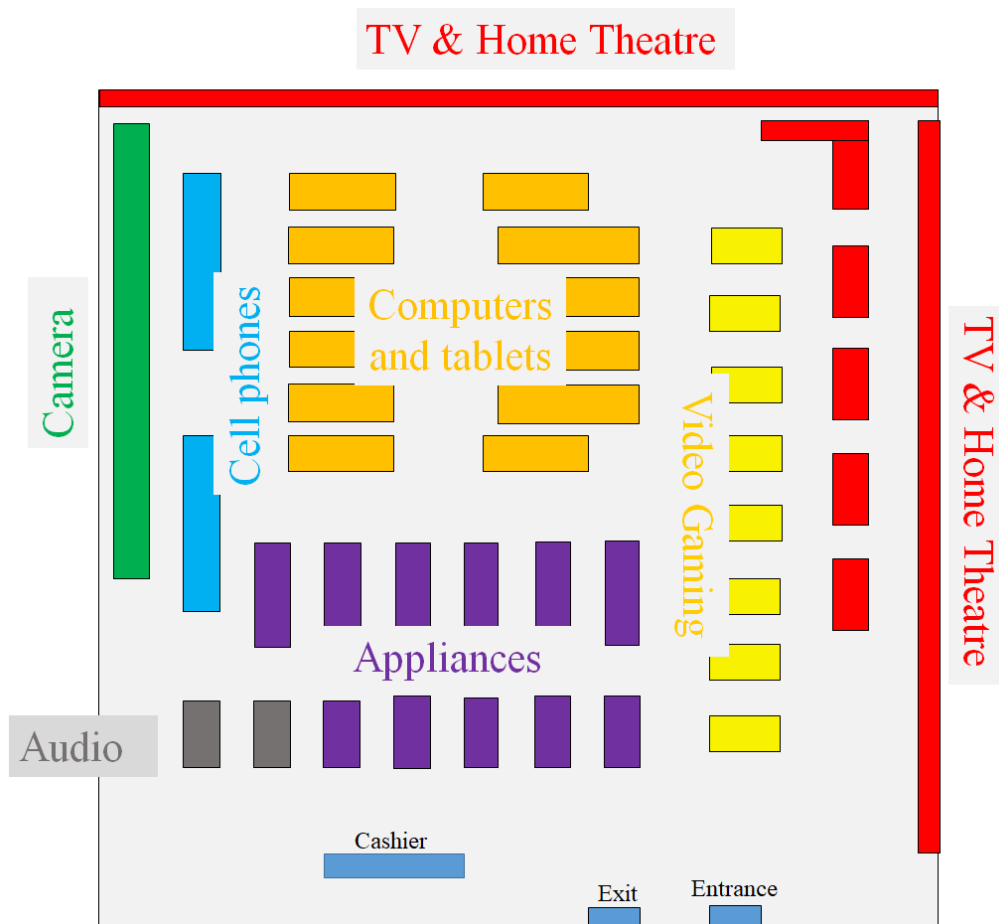 TV & Home Theatre
Camera
Cell phones
Computers
and tablets
Video Gaming
TV & Home Theatre
Appliances
Audio
Cashier
Exit
Entrance